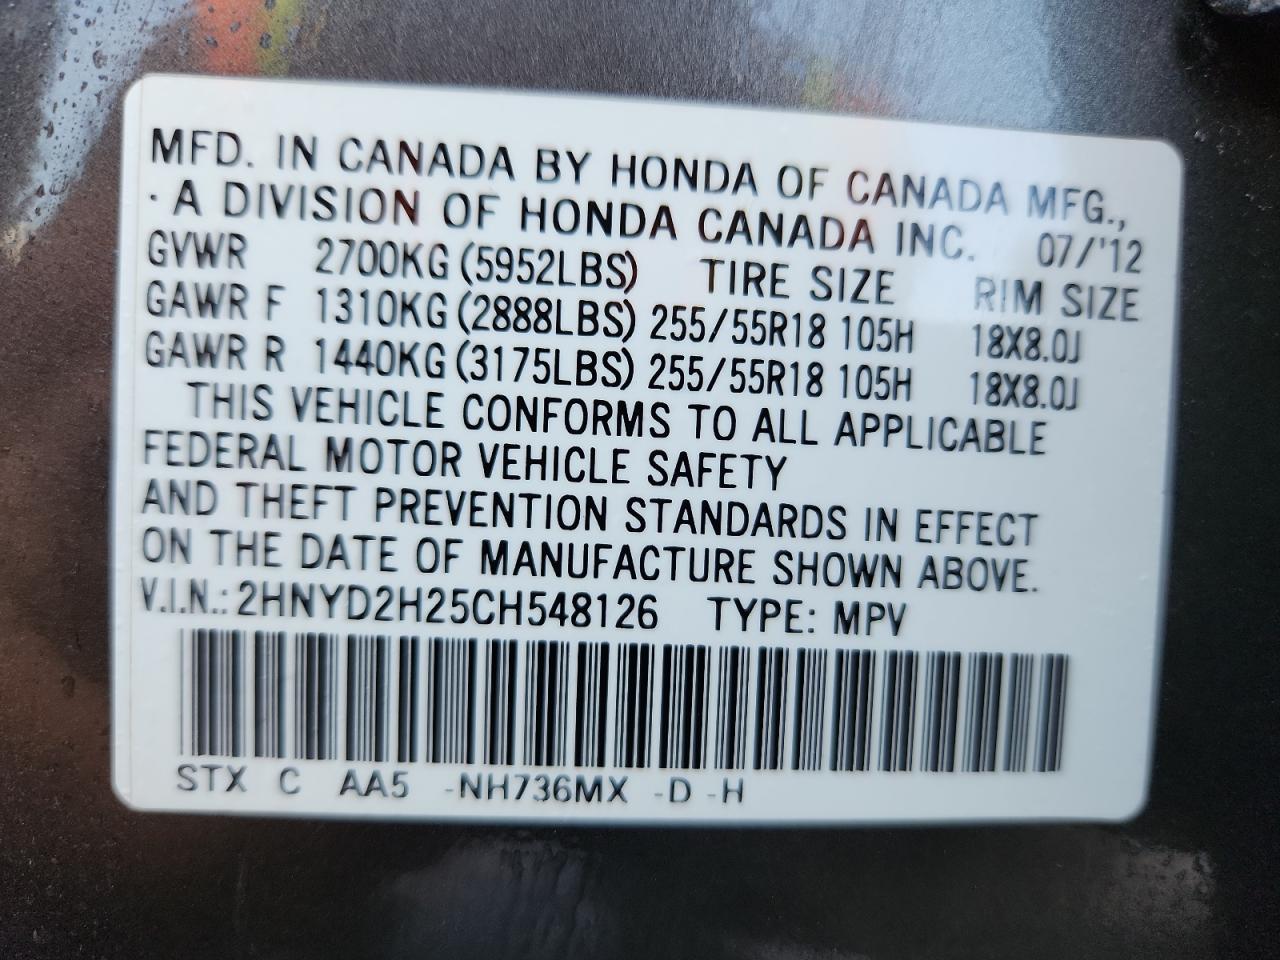 MFD. IN CANADA BY HONDA OF CANADA MFG.,
· A DIVISION OF HONDA CANADA INC. 07/'12
GVWR 2700KG (5952LBS) TIRE SIZE RIM SIZE
GAWR F 1310KG (2888LBS) 255/55R18 105H 18X8.0J
GAWR R 1440KG (3175LBS) 255/55R18 105H 18X8.0J
THIS VEHICLE CONFORMS TO ALL APPLICABLE
FEDERAL MOTOR VEHICLE SAFETY
AND THEFT PREVENTION STANDARDS IN EFFECT
ON THE DATE OF MANUFACTURE SHOWN ABOVE.
V.I.N.: 2HNYD2H25CH548126 TYPE: MPV
STX C AA5 -NH736MX -D -H